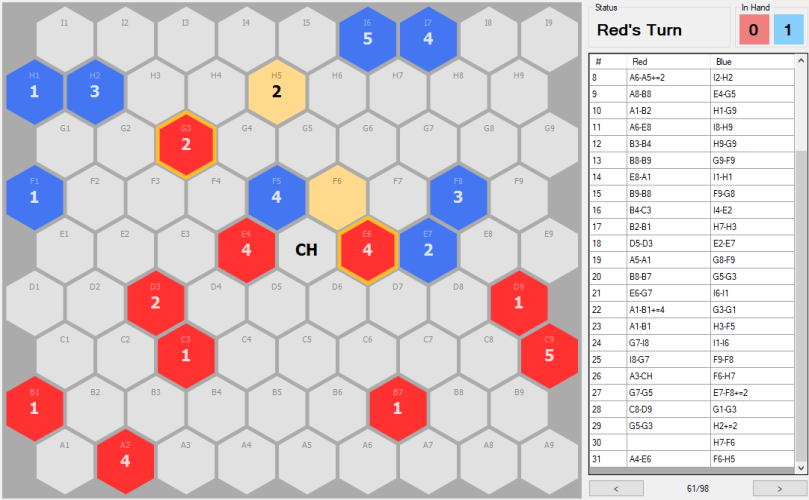 I1 I2 I3 I4 I5 I6 I7 I8 I9
5 4
H1 H2 H3 H4 H5 H6 H7 H8 H9
1 3 2
G1 G2 G3 G4 G5 G6 G7 G8 G9
2
F1 F2 F3 F4 F5 F6 F7 F8 F9
1 4 3
E1 E2 E3 E4 CH E6 E7 E8 E9
4 4 2
D1 D2 D3 D4 D5 D6 D7 D8 D9
2 1
C1 C2 C3 C4 C5 C6 C7 C8 C9
1 5
B1 B2 B3 B4 B5 B6 B7 B8 B9
1 1
A1 A2 A3 A4 A5 A6 A7 A8 A9
4
Status
Red's Turn
In Hand
0 1
# Red Blue
8 A6-A5+=2 I2-H2
9 A8-B8 E4-G5
10 A1-B2 H1-G9
11 A6-E8 I8-H9
12 B3-B4 H9-G9
13 B8-B9 G9-F9
14 E8-A1 I1-H1
15 B9-B8 F9-G8
16 B4-C3 I4-E2
17 B2-B1 H7-H3
18 D5-D3 E2-E7
19 A5-A1 G8-F9
20 B8-B7 G5-G3
21 E6-G7 I6-I1
22 A1-B1+=4 G3-G1
23 A1-B1 H3-F5
24 G7-I8 I1-I6
25 I8-G7 F9-F8
26 A3-CH F6-H7
27 G7-G5 E7-F8+=2
28 C8-D9 G1-G3
29 G5-G3 H2+=2
30 H7-F6
31 A4-E6 F6-H5
< 61/98 >